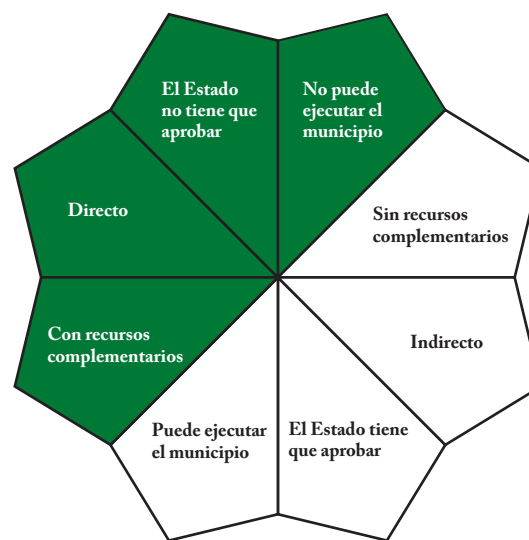 El Estado
no tiene que
aprobar
No puede
ejecutar el
municipio
Directo
Sin recursos
complementarios
Con recursos
complementarios
Indirecto
Puede ejecutar
el municipio
El Estado tiene
que aprobar